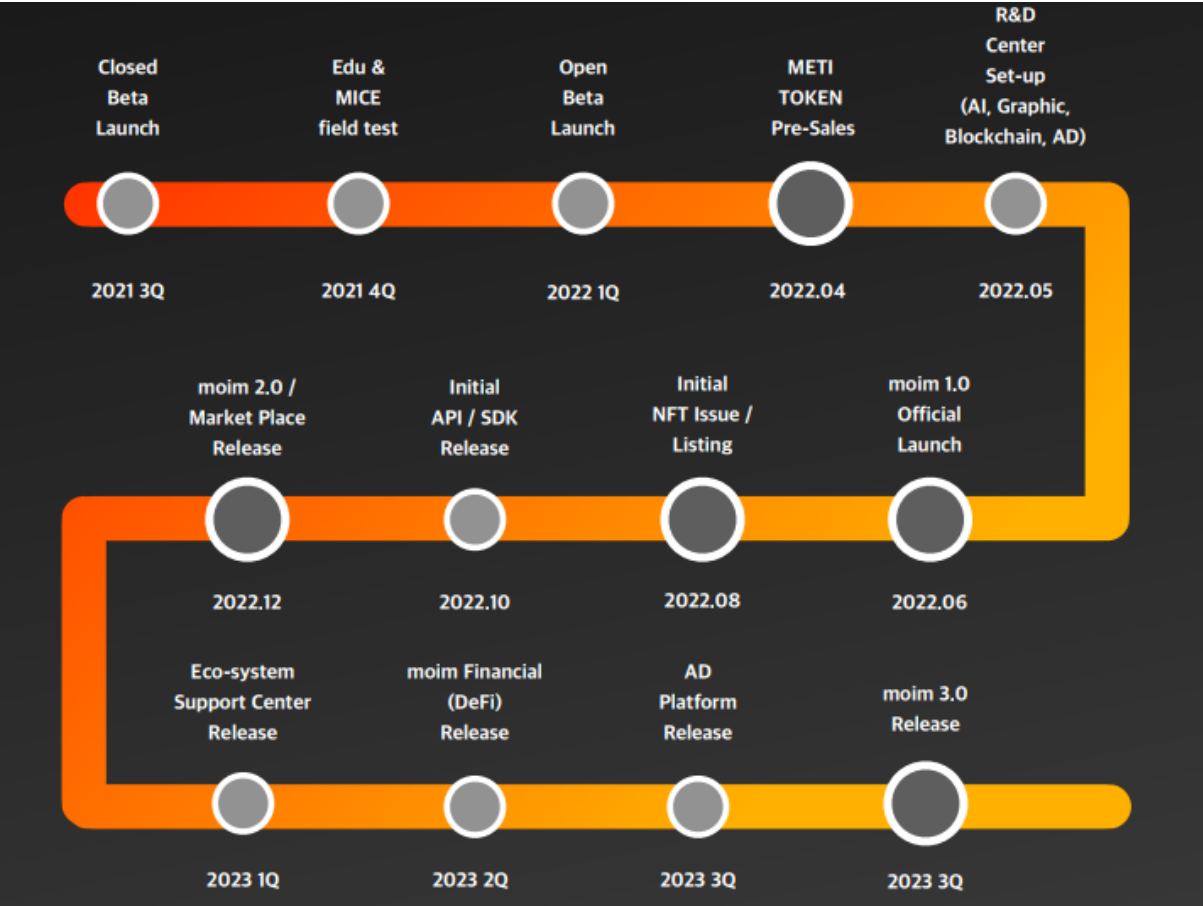 Closed
Beta
Launch
2021 3Q
Edu &
MICE
field test
2021 4Q
Open
Beta
Launch
2022 1Q
METI
TOKEN
Pre-Sales
2022.04
R&D
Center
Set-up
(AI, Graphic,
Blockchain, AD)
2022.05
moim 1.0
Official
Launch
2022.06
Initial
NFT Issue /
Listing
2022.08
Initial
API / SDK
Release
2022.10
moim 2.0 /
Market Place
Release
2022.12
Eco-system
Support Center
Release
2023 1Q
moim Financial
(DeFi)
Release
2023 2Q
AD
Platform
Release
2023 3Q
moim 3.0
Release
2023 3Q